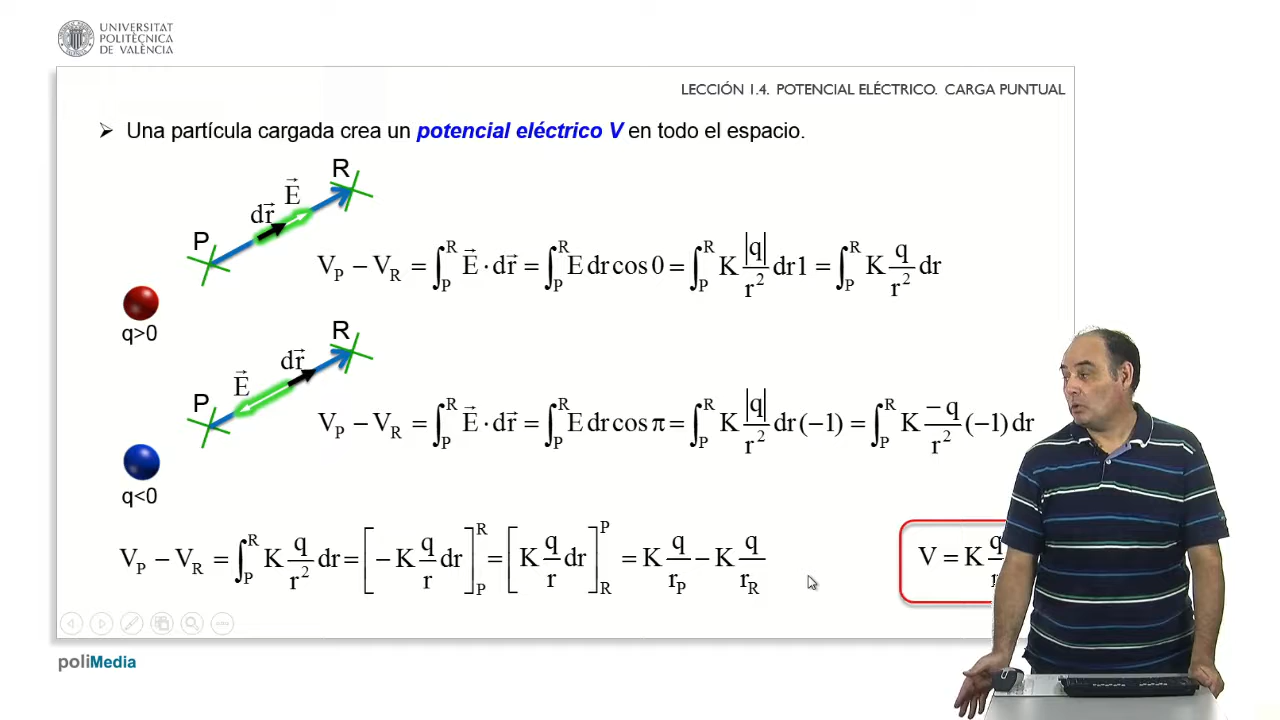 UNIVERSITAT
POLITÈCNICA
DE VALÈNCIA
LECCIÓN 1.4. POTENCIAL ELÉCTRICO. CARGA PUNTUAL
➢ Una partícula cargada crea un potencial eléctrico V en todo el espacio.
R
E⃗
dr⃗
P
V_P − V_R = ∫_P^R E⃗ · dr⃗ = ∫_P^R E dr cos 0 = ∫_P^R K |q|/r² dr1 = ∫_P^R K q/r² dr
q>0
R
dr⃗
E⃗
P
V_P − V_R = ∫_P^R E⃗ · dr⃗ = ∫_P^R E dr cos π = ∫_P^R K |q|/r² dr (−1) = ∫_P^R K −q/r² (−1) dr
q<0
V_P − V_R = ∫_P^R K q/r² dr = [−K q/r dr]_P^R = [K q/r dr]_R^P = K q/r_P − K q/r_R
V = K q/r
poliMedia